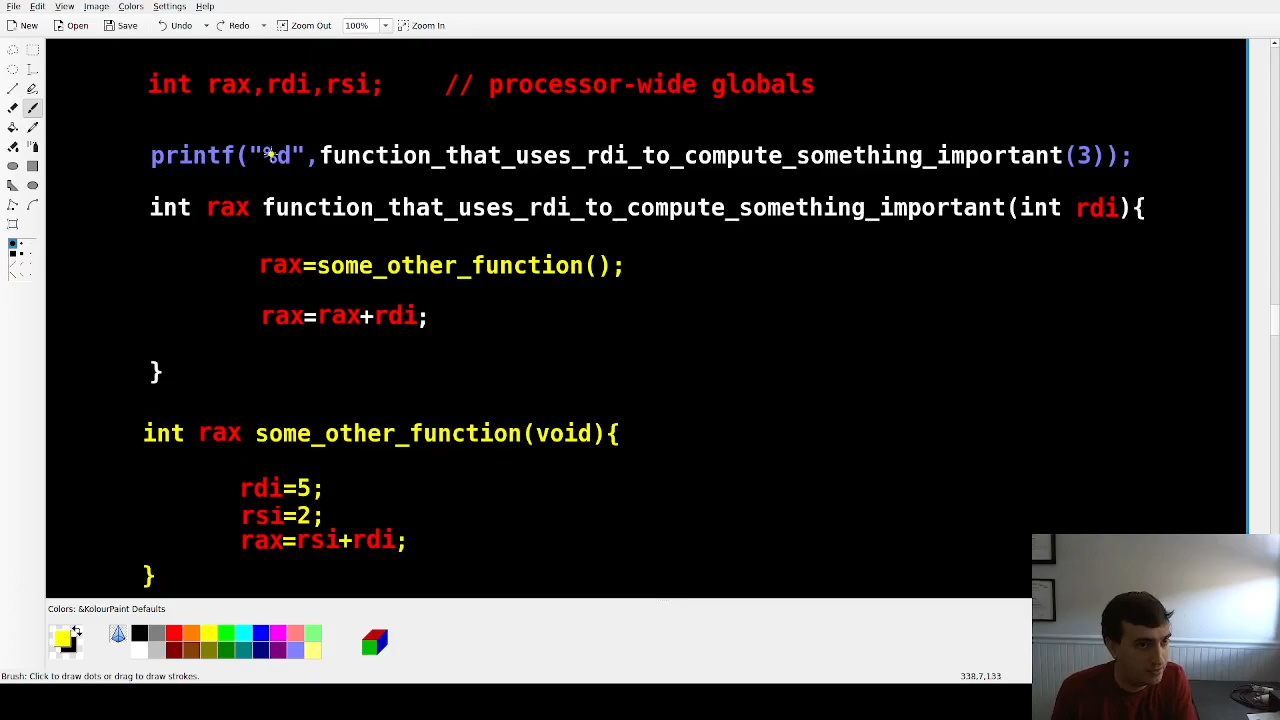 File Edit View Image Colors Settings Help
New Open Save Undo Redo Zoom Out 100% Zoom In
int rax,rdi,rsi; // processor-wide globals
printf("%d",function_that_uses_rdi_to_compute_something_important(3));
int rax function_that_uses_rdi_to_compute_something_important(int rdi){
rax=some_other_function();
rax=rax+rdi;
}
int rax some_other_function(void){
rdi=5;
rsi=2;
rax=rsi+rdi;
}
Colors: &KolourPaint Defaults
Brush: Click to draw dots or drag to draw strokes. 338,7,133